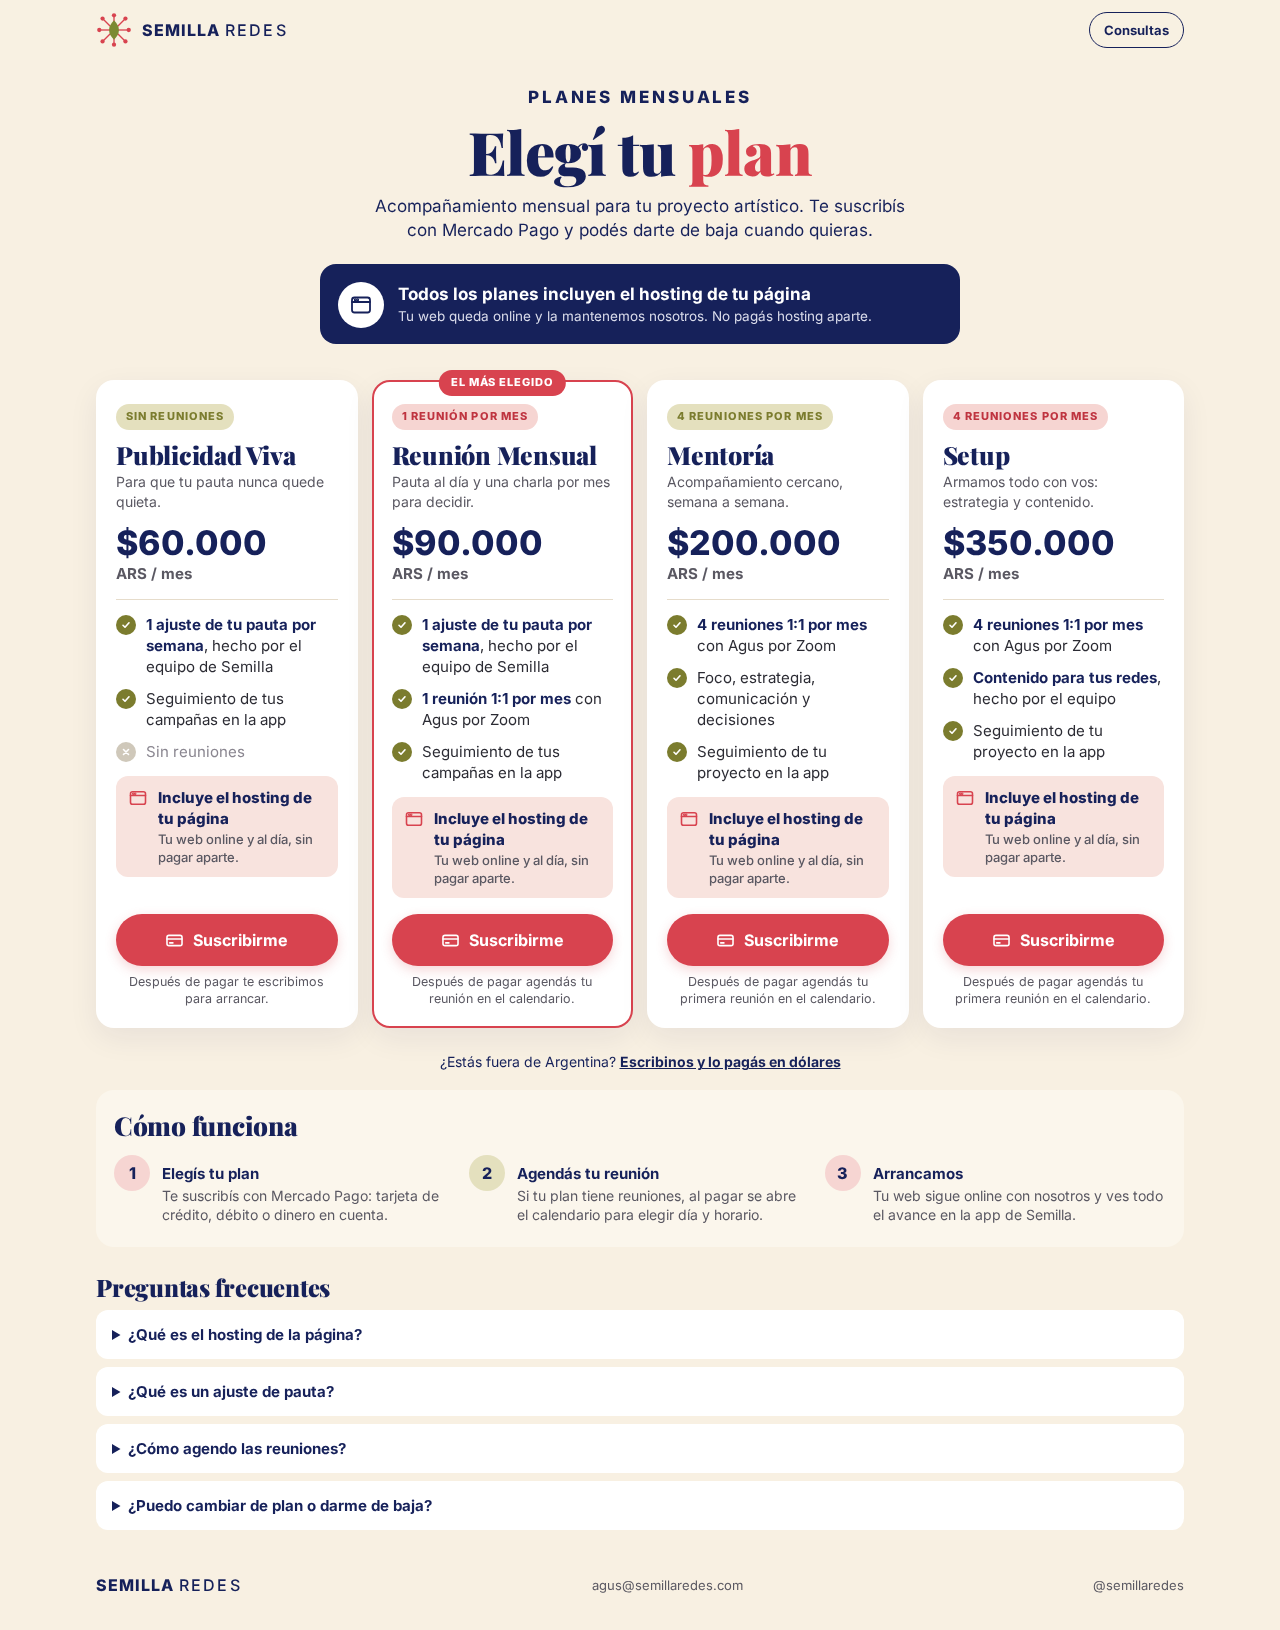 SEMILLA REDES
Consultas
PLANES MENSUALES
Elegí tu plan
Acompañamiento mensual para tu proyecto artístico. Te suscribís
con Mercado Pago y podés darte de baja cuando quieras.
Todos los planes incluyen el hosting de tu página
Tu web queda online y la mantenemos nosotros. No pagás hosting aparte.
SIN REUNIONES
Publicidad Viva
Para que tu pauta nunca quede
quieta.
$60.000
ARS / mes
1 ajuste de tu pauta por
semana, hecho por el
equipo de Semilla
Seguimiento de tus
campañas en la app
Sin reuniones
Incluye el hosting de
tu página
Tu web online y al día, sin
pagar aparte.
Suscribirme
Después de pagar te escribimos
para arrancar.
EL MÁS ELEGIDO
1 REUNIÓN POR MES
Reunión Mensual
Pauta al día y una charla por mes
para decidir.
$90.000
ARS / mes
1 ajuste de tu pauta por
semana, hecho por el
equipo de Semilla
1 reunión 1:1 por mes con
Agus por Zoom
Seguimiento de tus
campañas en la app
Incluye el hosting de
tu página
Tu web online y al día, sin
pagar aparte.
Suscribirme
Después de pagar agendás tu
reunión en el calendario.
4 REUNIONES POR MES
Mentoría
Acompañamiento cercano,
semana a semana.
$200.000
ARS / mes
4 reuniones 1:1 por mes
con Agus por Zoom
Foco, estrategia,
comunicación y
decisiones
Seguimiento de tu
proyecto en la app
Incluye el hosting de
tu página
Tu web online y al día, sin
pagar aparte.
Suscribirme
Después de pagar agendás tu
primera reunión en el calendario.
4 REUNIONES POR MES
Setup
Armamos todo con vos:
estrategia y contenido.
$350.000
ARS / mes
4 reuniones 1:1 por mes
con Agus por Zoom
Contenido para tus redes,
hecho por el equipo
Seguimiento de tu
proyecto en la app
Incluye el hosting de
tu página
Tu web online y al día, sin
pagar aparte.
Suscribirme
Después de pagar agendás tu
primera reunión en el calendario.
¿Estás fuera de Argentina? Escribinos y lo pagás en dólares
Cómo funciona
1
Elegís tu plan
Te suscribís con Mercado Pago: tarjeta de
crédito, débito o dinero en cuenta.
2
Agendás tu reunión
Si tu plan tiene reuniones, al pagar se abre
el calendario para elegir día y horario.
3
Arrancamos
Tu web sigue online con nosotros y ves todo
el avance en la app de Semilla.
Preguntas frecuentes
¿Qué es el hosting de la página?
¿Qué es un ajuste de pauta?
¿Cómo agendo las reuniones?
¿Puedo cambiar de plan o darme de baja?
SEMILLA REDES
agus@semillaredes.com
@semillaredes